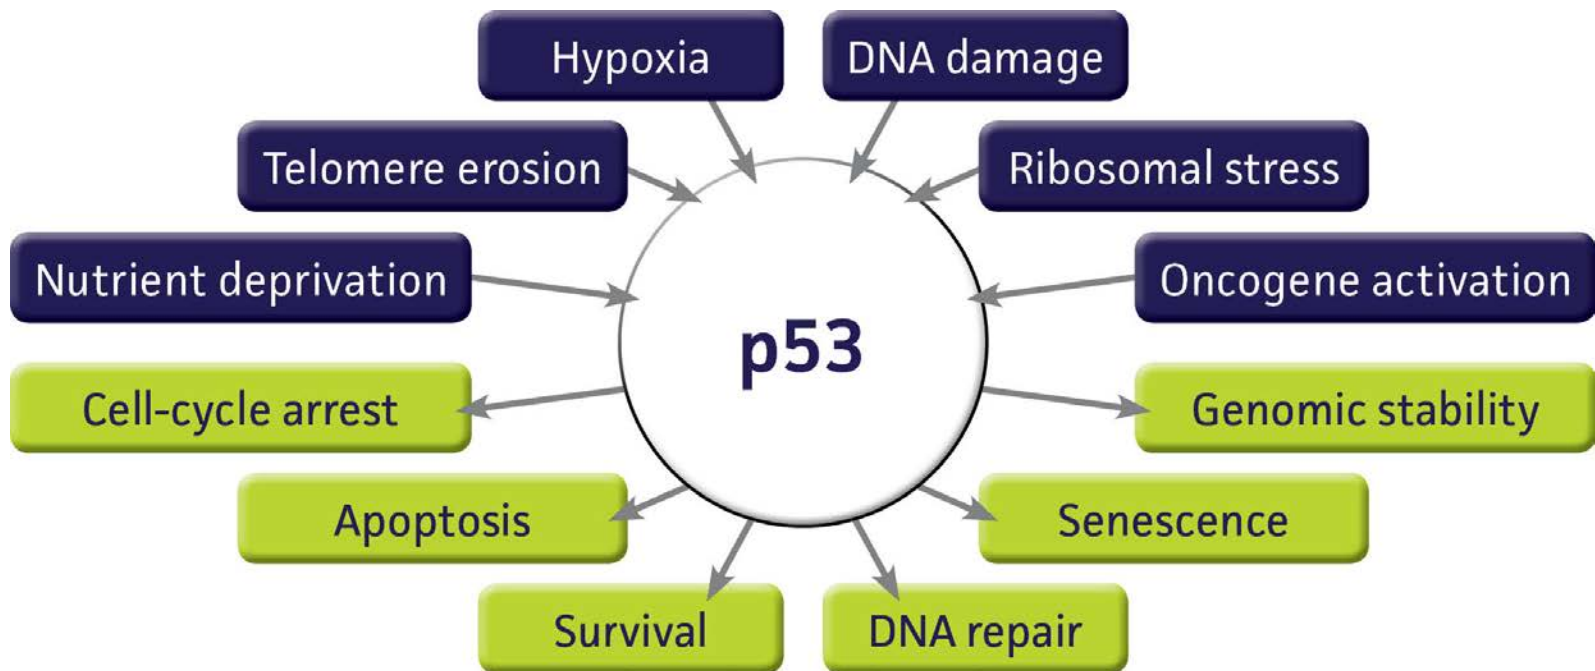 Hypoxia
DNA damage
Telomere erosion
Ribosomal stress
Nutrient deprivation
Oncogene activation
p53
Cell-cycle arrest
Genomic stability
Apoptosis
Senescence
Survival
DNA repair